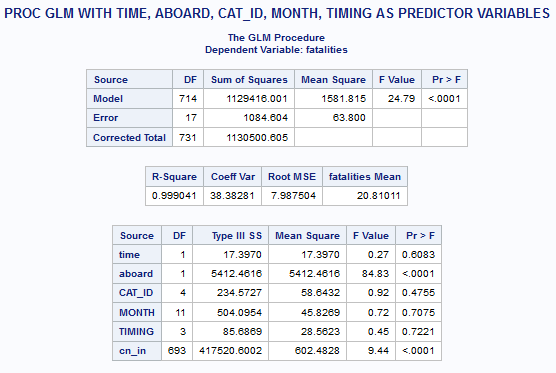 PROC GLM WITH TIME, ABOARD, CAT_ID, MONTH, TIMING AS PREDICTOR VARIABLES
The GLM Procedure
Dependent Variable: fatalities
Source DF Sum of Squares Mean Square F Value Pr > F
Model 714 1129416.001 1581.815 24.79 <.0001
Error 17 1084.604 63.800
Corrected Total 731 1130500.605
R-Square Coeff Var Root MSE fatalities Mean
0.999041 38.38281 7.987504 20.81011
Source DF Type III SS Mean Square F Value Pr > F
time 1 17.3970 17.3970 0.27 0.6083
aboard 1 5412.4616 5412.4616 84.83 <.0001
CAT_ID 4 234.5727 58.6432 0.92 0.4755
MONTH 11 504.0954 45.8269 0.72 0.7075
TIMING 3 85.6869 28.5623 0.45 0.7221
cn_in 693 417520.6002 602.4828 9.44 <.0001